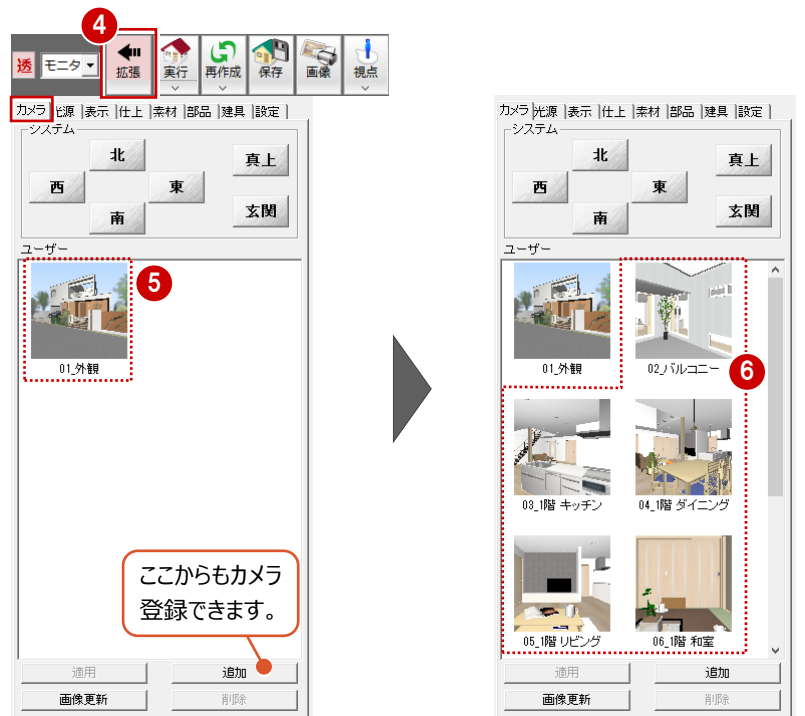 4
透 モニタ 拡張 実行 再作成 保存 画像 視点
カメラ 光源 表示 仕上 素材 部品 建具 設定
システム
北
真上
西
東
南
玄関
ユーザー
5
01_外観
ここからもカメラ
登録できます。
適用
追加
画像更新
削除
カメラ 光源 表示 仕上 素材 部品 建具 設定
システム
北
真上
西
東
南
玄関
ユーザー
01_外観
02_バルコニー
6
03_1階 キッチン
04_1階 ダイニング
05_1階 リビング
06_1階 和室
適用
追加
画像更新
削除